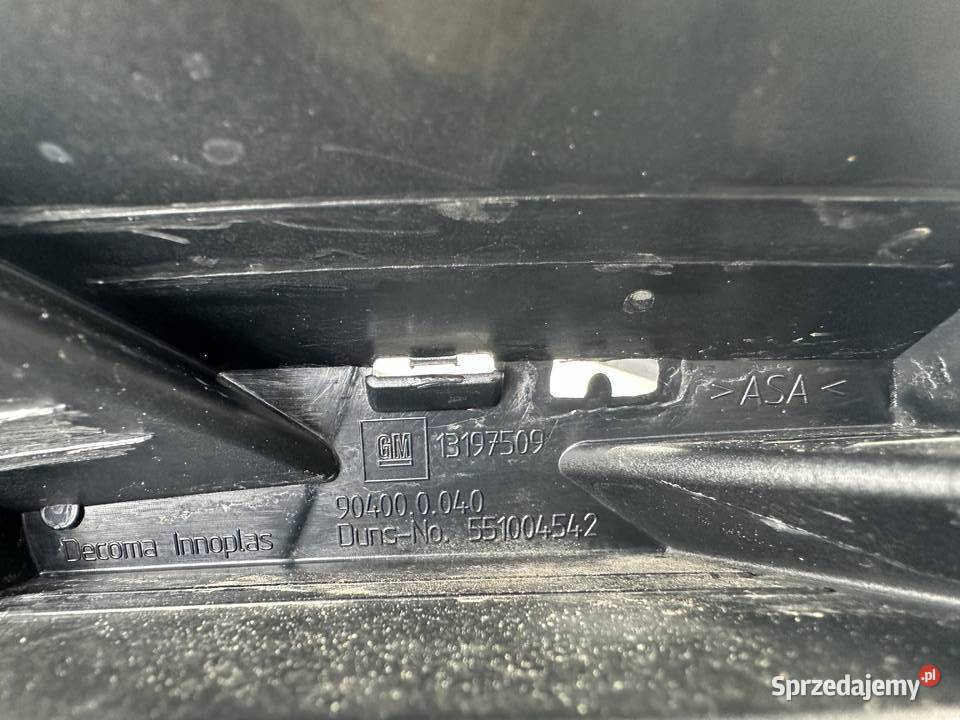 >ASA<
GM 13197509
90400.0.040
Duns-No. 551004542
Decoma Innoplas
Sprzedajemy.pl